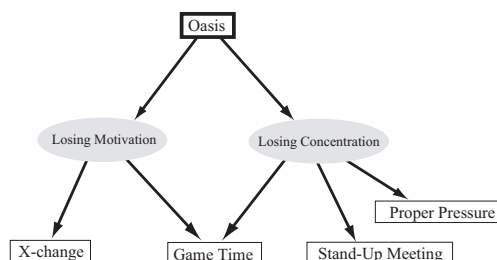 Oasis
Losing Motivation
Losing Concentration
Proper Pressure
X-change
Game Time
Stand-Up Meeting